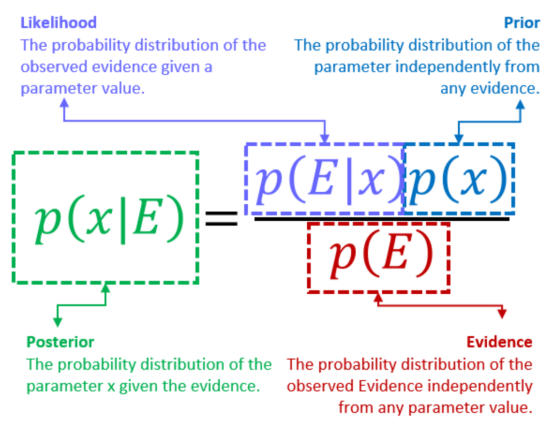 Likelihood
The probability distribution of the
observed evidence given a
parameter value.
Prior
The probability distribution of the
parameter independently from
any evidence.
p(x|E) = p(E|x) p(x)
p(E)
Posterior
The probability distribution of the
parameter x given the evidence.
Evidence
The probability distribution of the
observed Evidence independently
from any parameter value.